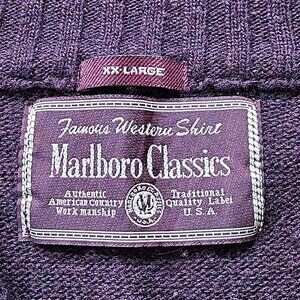 XX-LARGE
Famous Western Shirt
Marlboro Classics
Authentic Traditional
American Country Quality Label
Workmanship U.S.A.